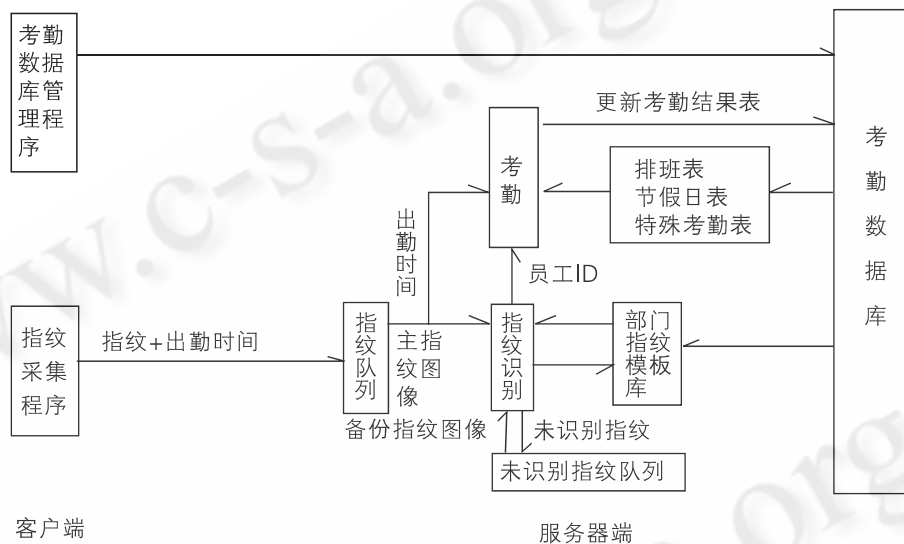 考勤
数据
库管
理程
序
更新考勤结果表
考
勤
排班表
节假日表
特殊考勤表
考
勤
数
据
库
出
勤
时
间
员工ID
指纹
采集
程序
指纹+出勤时间
指
纹
队
列
主指
纹图
像
指
纹
识
别
部门
指纹
模板
库
备份指纹图像
未识别指纹
未识别指纹队列
客户端
服务器端
www.c-s-a.org